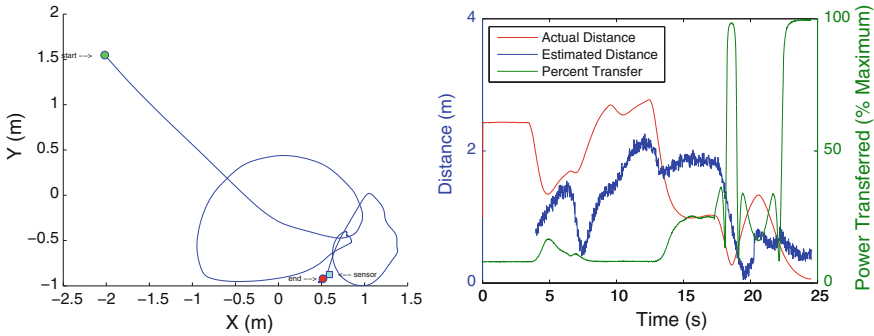 2
1.5
1
0.5
0
−0.5
−1
−2.5 −2 −1.5 −1 −0.5 0 0.5 1 1.5
X (m)
Y (m)
start −−>
end −−>
<−− sensor
4
2
0
0 5 10 15 20 25
Time (s)
Distance (m)
Actual Distance
Estimated Distance
Percent Transfer
100
50
0
Power Transferred (% Maximum)